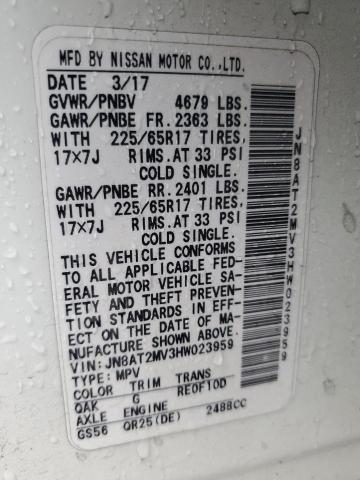 MFD BY NISSAN MOTOR CO.,LTD.
DATE 3/17
GVWR/PNBV 4679 LBS.
GAWR/PNBE FR. 2363 LBS.
WITH 225/65R17 TIRES,
17×7J RIMS.AT 33 PSI
COLD SINGLE.
GAWR/PNBE RR. 2401 LBS.
WITH 225/65R17 TIRES,
17×7J RIMS.AT 33 PSI
COLD SINGLE.
THIS VEHICLE CONFORMS
TO ALL APPLICABLE FED-
ERAL MOTOR VEHICLE SA-
FETY AND THEFT PREVEN-
TION STANDARDS IN EFF-
ECT ON THE DATE OF MA-
NUFACTURE SHOWN ABOVE.
VIN: JN8AT2MV3HW023959
TYPE: MPV
COLOR TRIM TRANS
QAK G RE0F10D
AXLE ENGINE
GS56 QR25(DE) 2488CC
JN8AT2MV3HW023959